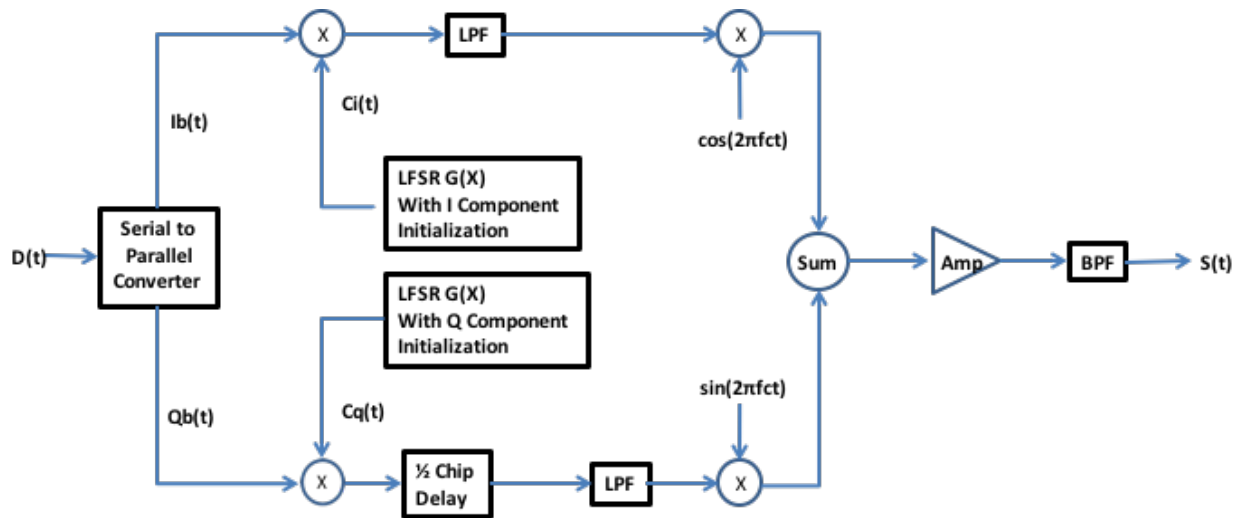 X
LPF
X
Ib(t)
Ci(t)
cos(2πfct)
LFSR G(X)
With I Component
Initialization
D(t)
Serial to
Parallel
Converter
Sum
Amp
BPF
S(t)
LFSR G(X)
With Q Component
Initialization
Qb(t)
Cq(t)
sin(2πfct)
X
½ Chip
Delay
LPF
X